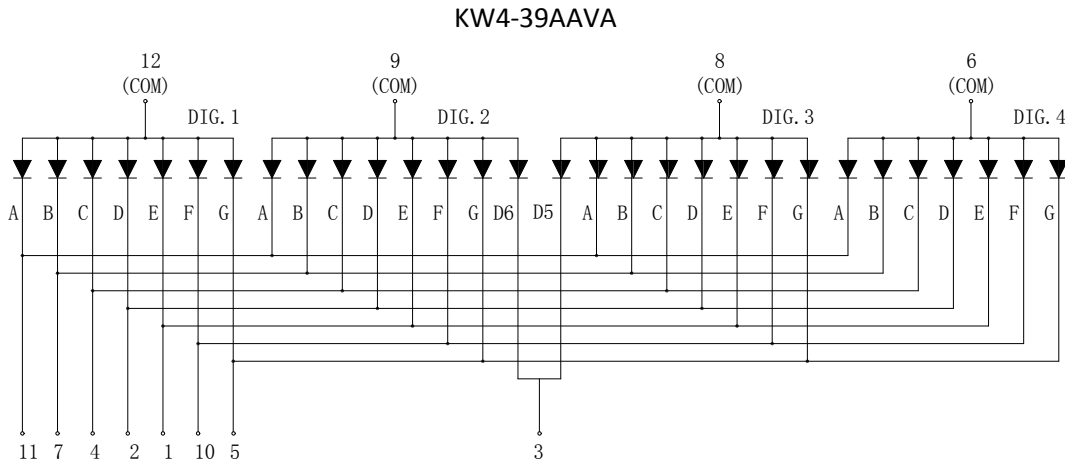 KW4-39AAVA
12 9 8 6
(COM) (COM) (COM) (COM)
DIG.1 DIG.2 DIG.3 DIG.4
A B C D E F G A B C D E F G D6 D5 A B C D E F G A B C D E F G
11 7 4 2 1 10 5 3